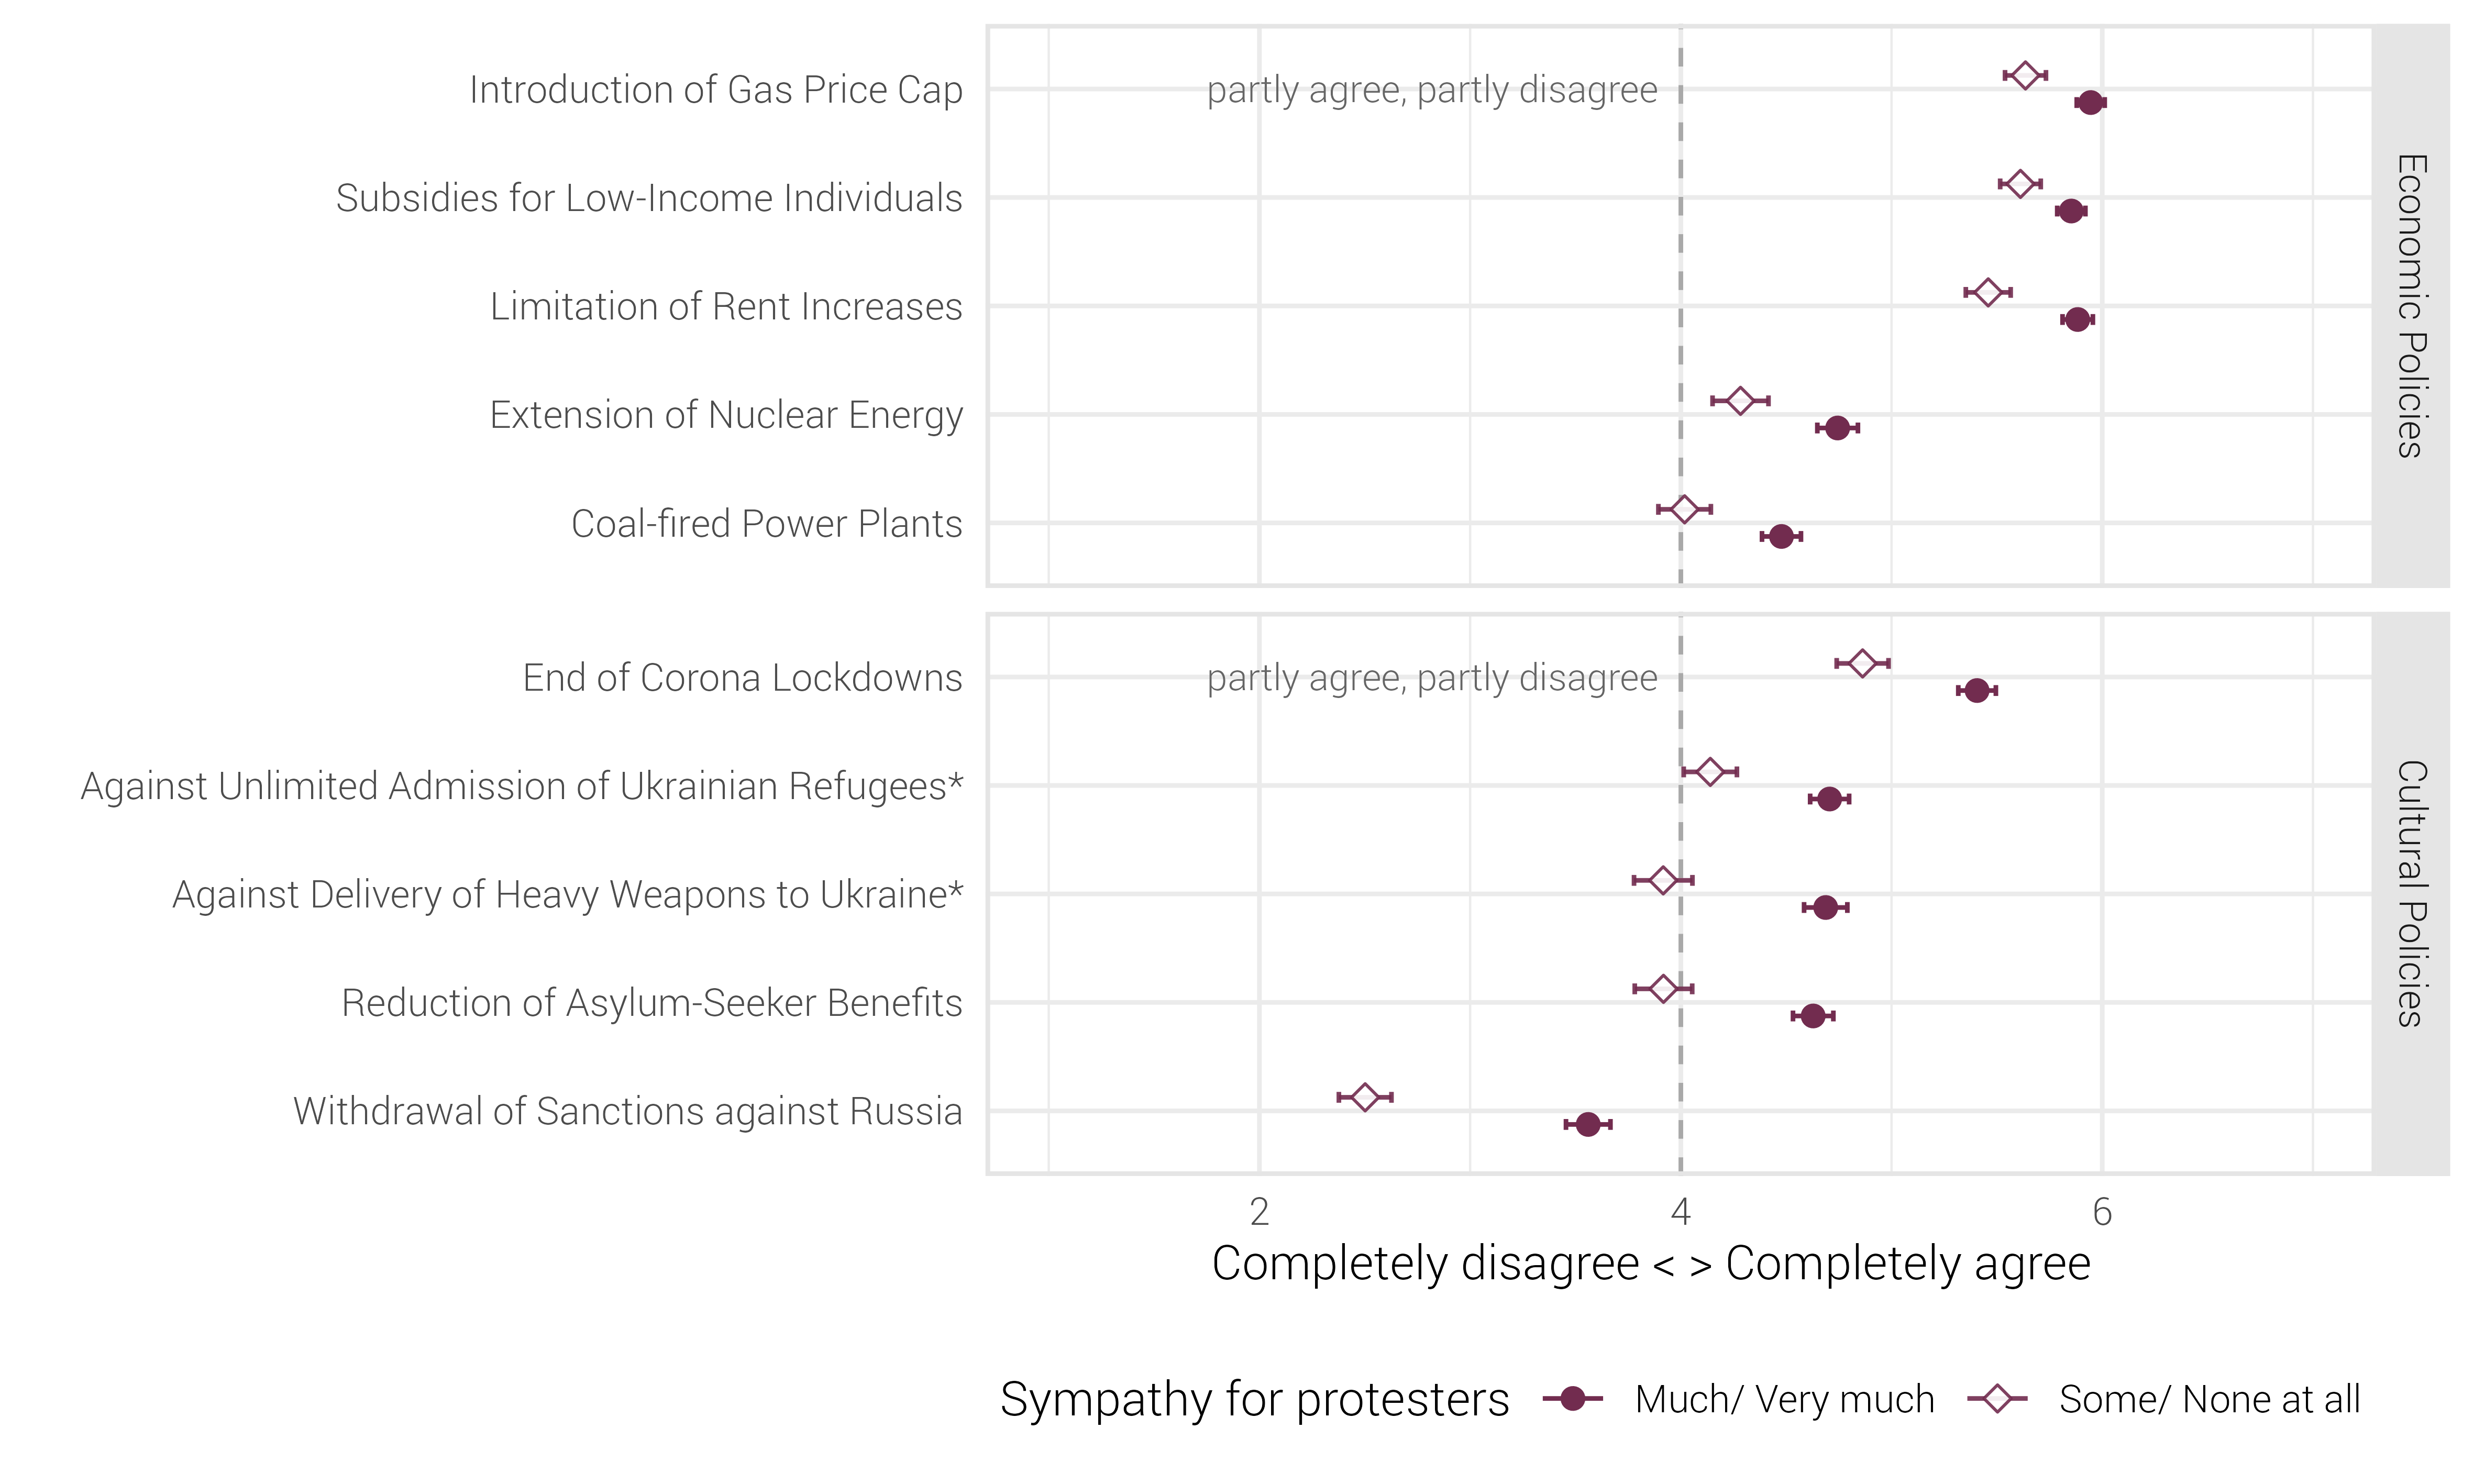 Introduction of Gas Price Cap
partly agree, partly disagree
Subsidies for Low-Income Individuals
Limitation of Rent Increases
Extension of Nuclear Energy
Coal-fired Power Plants
Economic Policies
End of Corona Lockdowns
partly agree, partly disagree
Against Unlimited Admission of Ukrainian Refugees*
Against Delivery of Heavy Weapons to Ukraine*
Reduction of Asylum-Seeker Benefits
Withdrawal of Sanctions against Russia
Cultural Policies
2 4 6
Completely disagree < > Completely agree
Sympathy for protesters Much/ Very much Some/ None at all